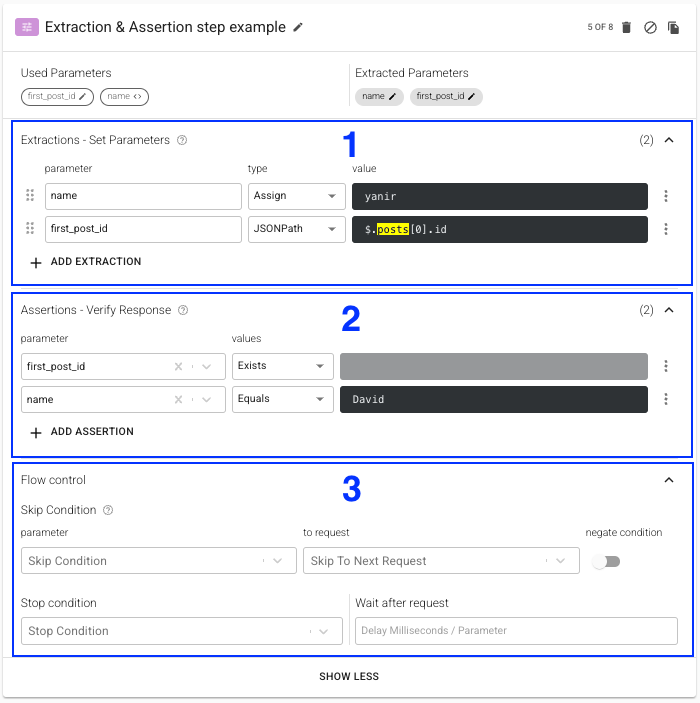 Extraction & Assertion step example
5 OF 8
Used Parameters
Extracted Parameters
first_post_id
name <>
name
first_post_id
Extractions - Set Parameters
1
(2)
parameter type value
name Assign yanir
first_post_id JSONPath $.posts[0].id
+ ADD EXTRACTION
Assertions - Verify Response
2
(2)
parameter values
first_post_id Exists
name Equals David
+ ADD ASSERTION
Flow control
3
Skip Condition
parameter to request negate condition
Skip Condition Skip To Next Request
Stop condition Wait after request
Stop Condition Delay Milliseconds / Parameter
SHOW LESS